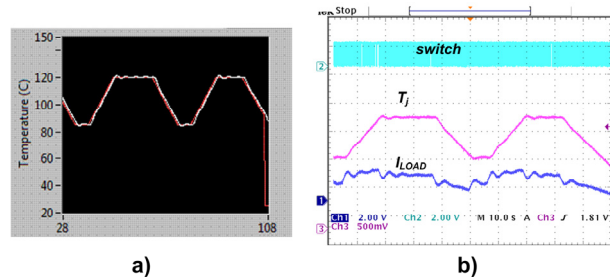 Stop
150
120
100
80
60
40
20
28
108
Temperature (C)
switch
2
Tj
ILOAD
1
Ch1 2.00 V Ch2 2.00 V M 10.0 s A Ch3 ƒ 1.81 V
3 Ch3 500mV
a) b)